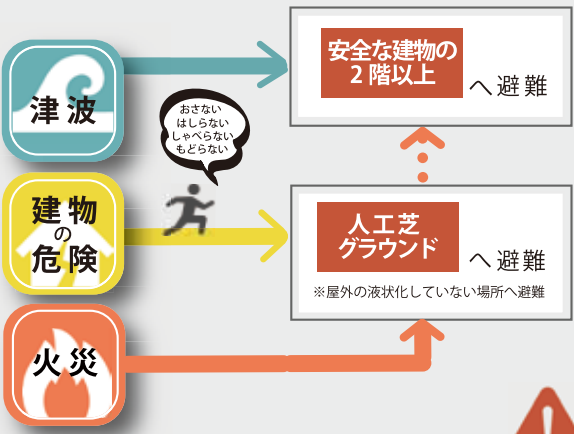 津波
安全な建物の
2階以上
へ避難
おさない
はしらない
しゃべらない
もどらない
建物
の
危険
人工芝
グラウンド
へ避難
※屋外の液状化していない場所へ避難
火災